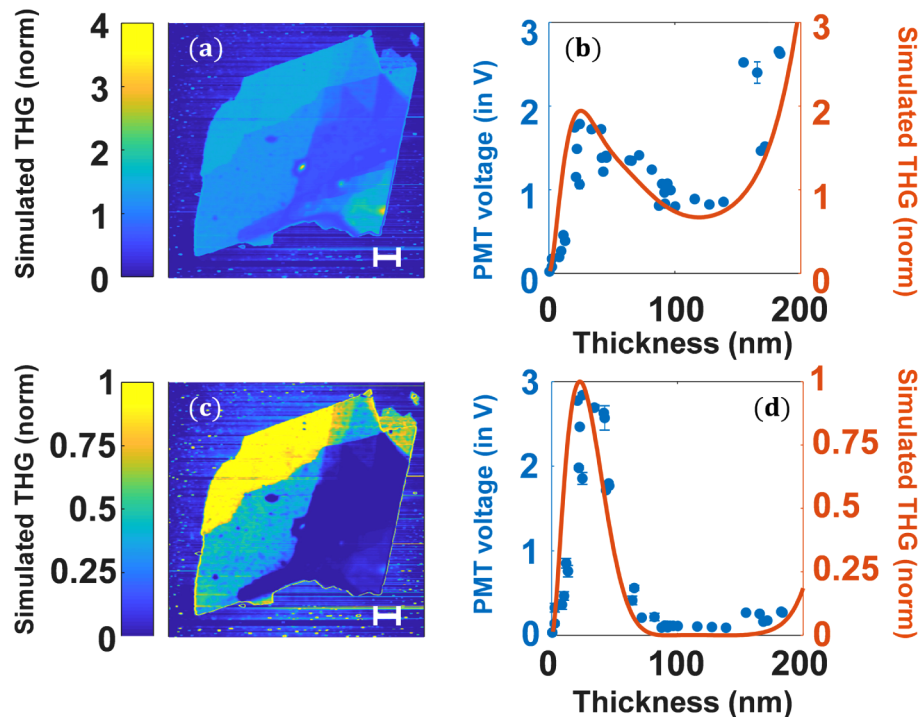 Simulated THG (norm)
4
3
2
1
0
(a)
PMT voltage (in V)
3
2
1
0
(b)
3
2
1
0
Simulated THG (norm)
0
100
200
Thickness (nm)
Simulated THG (norm)
1
0.75
0.5
0.25
0
(c)
PMT voltage (in V)
3
2
1
0
(d)
1
0.75
0.5
0.25
0
Simulated THG (norm)
0
100
200
Thickness (nm)